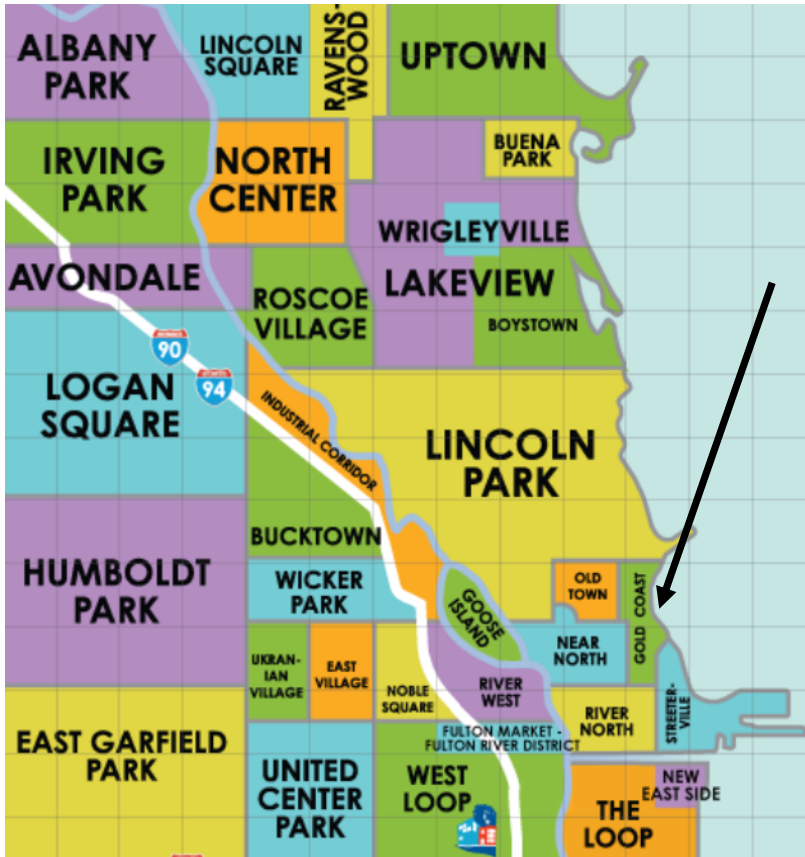 ALBANY
PARK
LINCOLN
SQUARE
RAVENS-
WOOD
UPTOWN
IRVING
PARK
NORTH
CENTER
BUENA
PARK
WRIGLEYVILLE
AVONDALE
ROSCOE
VILLAGE
LAKEVIEW
BOYSTOWN
90
94
LOGAN
SQUARE
INDUSTRIAL CORRIDOR
LINCOLN
PARK
BUCKTOWN
HUMBOLDT
PARK
WICKER
PARK
GOOSE
ISLAND
OLD
TOWN
GOLD COAST
NEAR
NORTH
UKRAN-
IAN
VILLAGE
EAST
VILLAGE
NOBLE
SQUARE
RIVER
WEST
RIVER
NORTH
STREETER-
VILLE
EAST GARFIELD
PARK
UNITED
CENTER
PARK
FULTON MARKET -
FULTON RIVER DISTRICT
WEST
LOOP
NEW
EAST SIDE
THE
LOOP